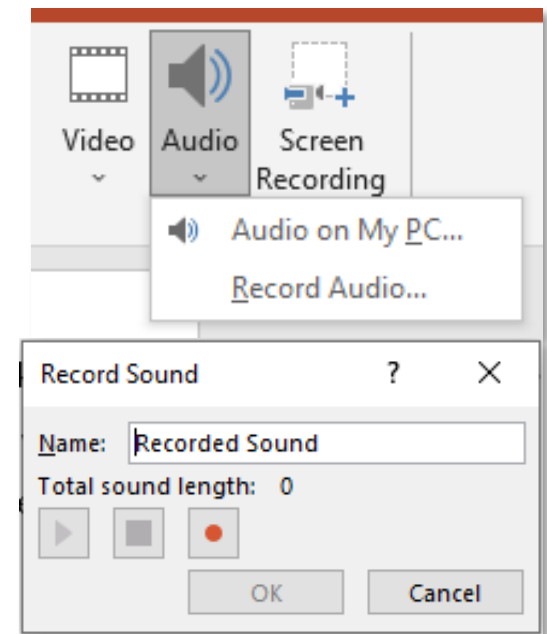 Video Audio Screen
Recording
Audio on My PC...
Record Audio...
Record Sound ? X
Name: Recorded Sound
Total sound length: 0
OK Cancel